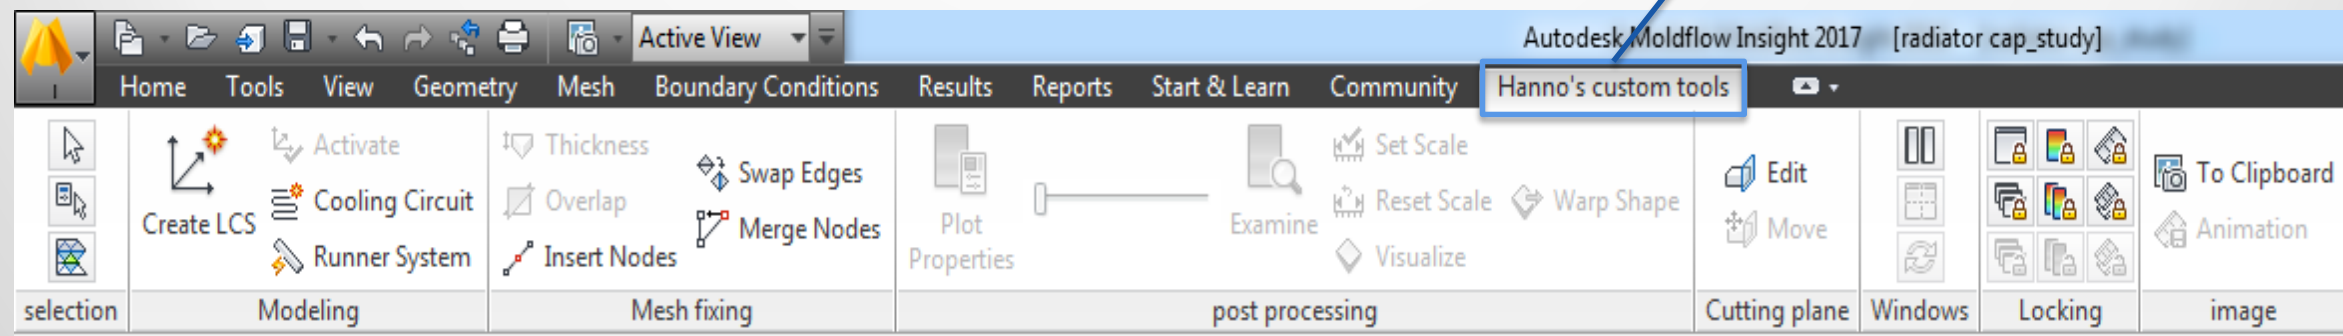 Active View
Autodesk Moldflow Insight 2017 [radiator cap_study]
Home Tools View Geometry Mesh Boundary Conditions Results Reports Start & Learn Community Hanno's custom tools
Create LCS
Activate
Cooling Circuit
Runner System
Thickness
Overlap
Insert Nodes
Swap Edges
Merge Nodes
Plot
Properties
Examine
Set Scale
Reset Scale
Visualize
Warp Shape
Edit
Move
To Clipboard
Animation
selection Modeling Mesh fixing post processing Cutting plane Windows Locking image